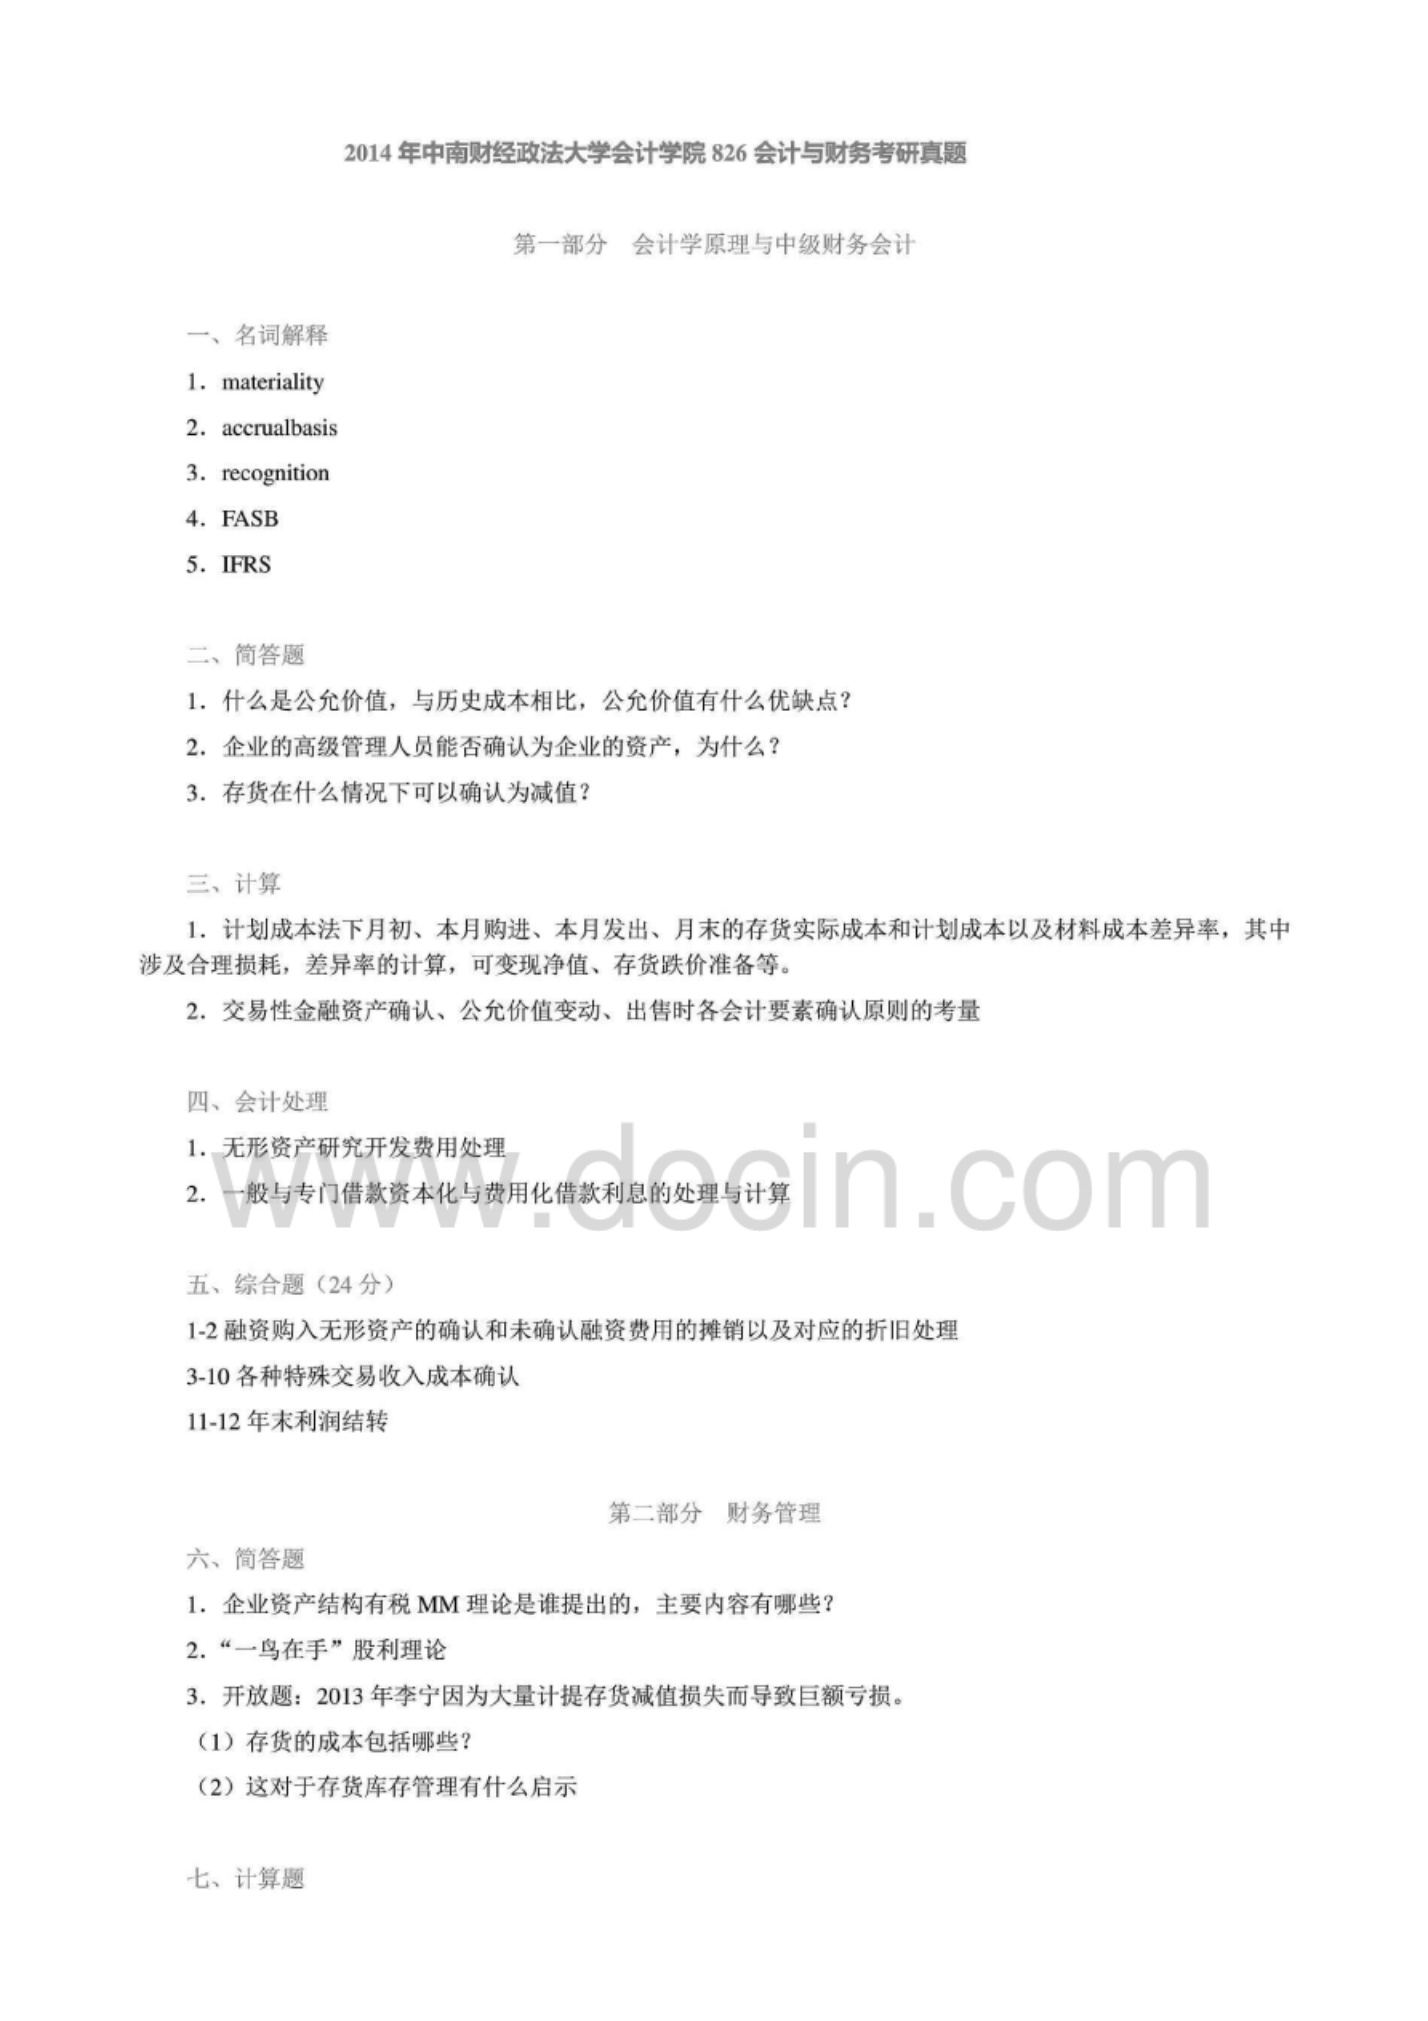 2014 年中南财经政法大学会计学院 826 会计与财务考研真题
第一部分　会计学原理与中级财务会计
一、名词解释
1．materiality
2．accrualbasis
3．recognition
4．FASB
5．IFRS
二、简答题
1．什么是公允价值，与历史成本相比，公允价值有什么优缺点？
2．企业的高级管理人员能否确认为企业的资产，为什么？
3．存货在什么情况下可以确认为减值？
三、计算
1．计划成本法下月初、本月购进、本月发出、月末的存货实际成本和计划成本以及材料成本差异率，其中
涉及合理损耗，差异率的计算，可变现净值、存货跌价准备等。
2．交易性金融资产确认、公允价值变动、出售时各会计要素确认原则的考量
四、会计处理
1．无形资产研究开发费用处理
2．一般与专门借款资本化与费用化借款利息的处理与计算
www.docin.com
五、综合题（24 分）
1-2 融资购入无形资产的确认和未确认融资费用的摊销以及对应的折旧处理
3-10 各种特殊交易收入成本确认
11-12 年末利润结转
第二部分　财务管理
六、简答题
1．企业资产结构有税 MM 理论是谁提出的，主要内容有哪些？
2．“一鸟在手”股利理论
3．开放题：2013 年李宁因为大量计提存货减值损失而导致巨额亏损。
（1）存货的成本包括哪些？
（2）这对于存货库存管理有什么启示
七、计算题